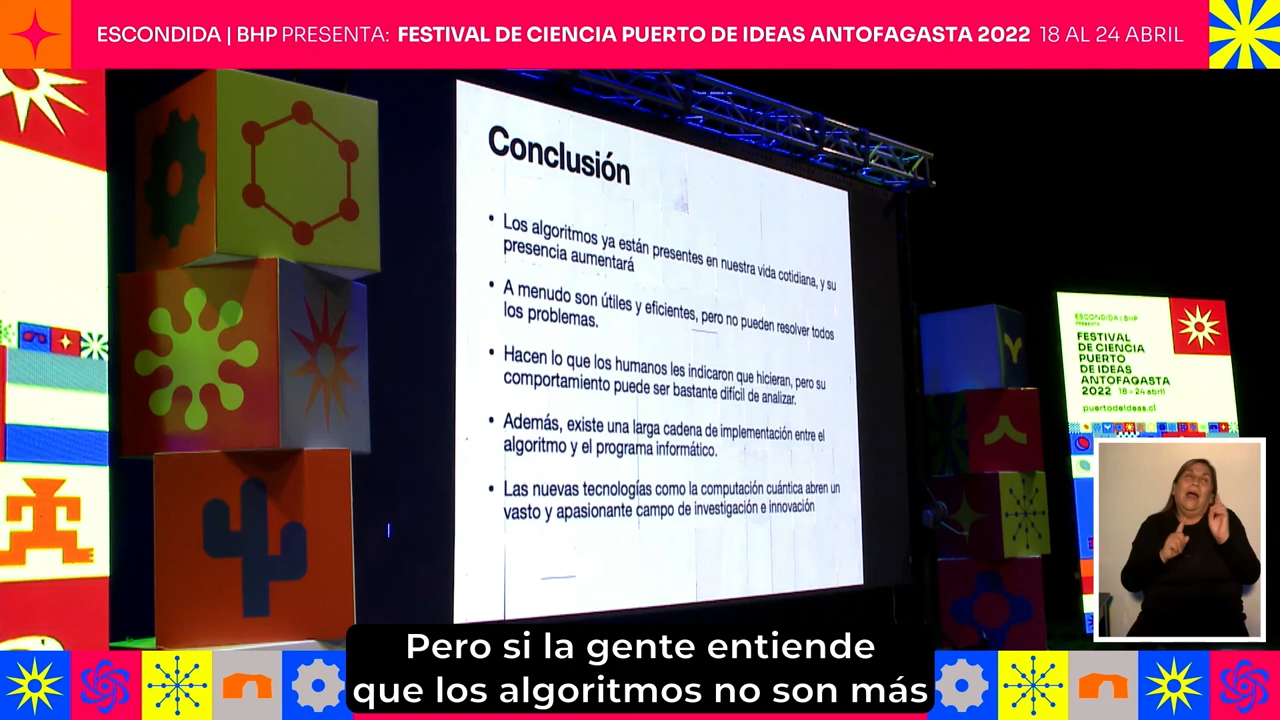 ESCONDIDA | BHP PRESENTA: FESTIVAL DE CIENCIA PUERTO DE IDEAS ANTOFAGASTA 2022 18 AL 24 ABRIL
Conclusión
• Los algoritmos ya están presentes en nuestra vida cotidiana, y su
presencia aumentará
• A menudo son útiles y eficientes, pero no pueden resolver todos
los problemas.
• Hacen lo que los humanos les indicaron que hicieran, pero su
comportamiento puede ser bastante difícil de analizar.
• Además, existe una larga cadena de implementación entre el
algoritmo y el programa informático.
• Las nuevas tecnologías como la computación cuántica abren un
vasto y apasionante campo de investigación e innovación
ESCONDIDA | BHP
PRESENTA
FESTIVAL
DE CIENCIA
PUERTO
DE IDEAS
ANTOFAGASTA
2022 18 - 24 abril
puertodeideas.cl
Pero si la gente entiende
que los algoritmos no son más